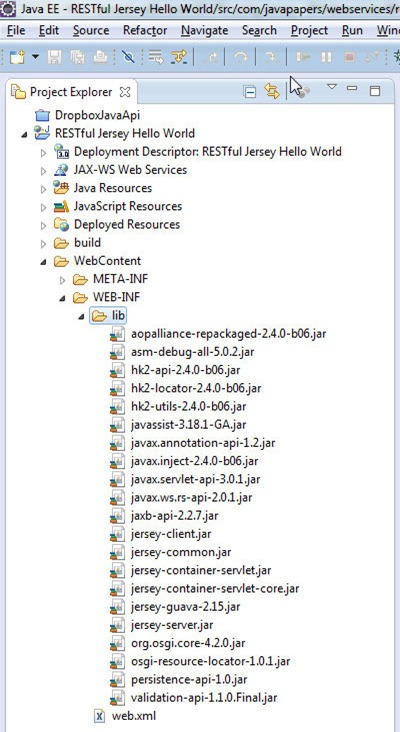 Java EE - RESTful Jersey Hello World/src/com/javapapers/webservices/r
File Edit Source Refactor Navigate Search Project Run Wind
Project Explorer
DropboxJavaApi
RESTful Jersey Hello World
Deployment Descriptor: RESTful Jersey Hello World
JAX-WS Web Services
Java Resources
JavaScript Resources
Deployed Resources
build
WebContent
META-INF
WEB-INF
lib
aopalliance-repackaged-2.4.0-b06.jar
asm-debug-all-5.0.2.jar
hk2-api-2.4.0-b06.jar
hk2-locator-2.4.0-b06.jar
hk2-utils-2.4.0-b06.jar
javassist-3.18.1-GA.jar
javax.annotation-api-1.2.jar
javax.inject-2.4.0-b06.jar
javax.servlet-api-3.0.1.jar
javax.ws.rs-api-2.0.1.jar
jaxb-api-2.2.7.jar
jersey-client.jar
jersey-common.jar
jersey-container-servlet.jar
jersey-container-servlet-core.jar
jersey-guava-2.15.jar
jersey-server.jar
org.osgi.core-4.2.0.jar
osgi-resource-locator-1.0.1.jar
persistence-api-1.0.jar
validation-api-1.1.0.Final.jar
web.xml